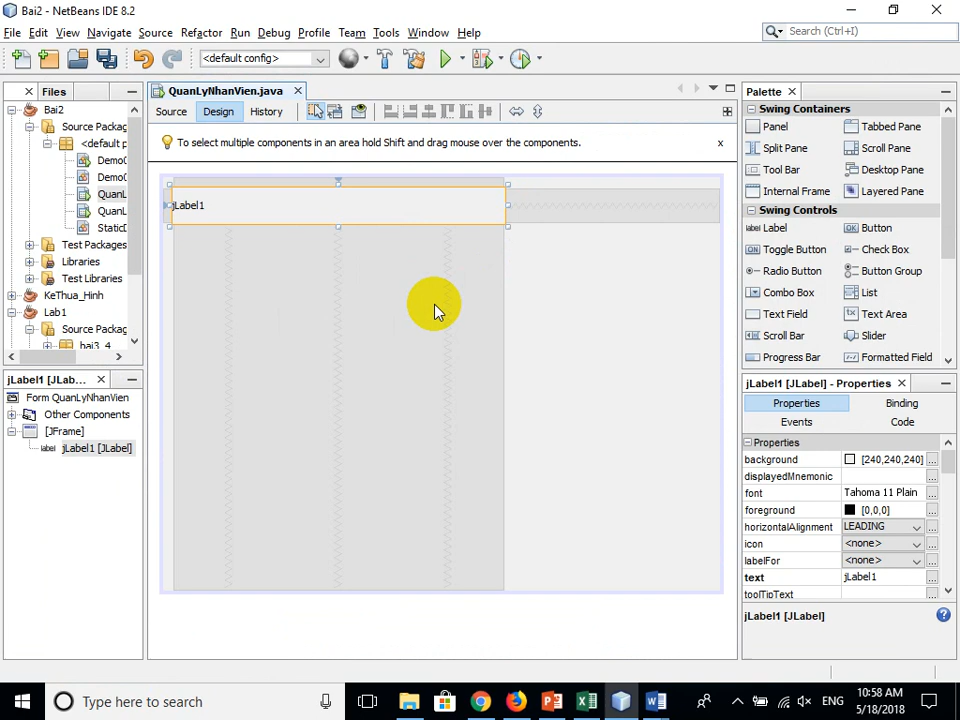 Bai2 - NetBeans IDE 8.2
File Edit View Navigate Source Refactor Run Debug Profile Team Tools Window Help
Search (Ctrl+I)
<default config>
Files
QuanLyNhanVien.java
Palette
Source Design History
To select multiple components in an area hold Shift and drag mouse over the components.
x
Bai2
Source Packag
<default p
Demo0
Demo0
QuanL
QuanL
StaticD
Test Packages
Libraries
Test Libraries
KeThua_Hinh
Lab1
Source Package
bai3_4
jLabel1
Swing Containers
Panel Tabbed Pane
Split Pane Scroll Pane
Tool Bar Desktop Pane
Internal Frame Layered Pane
Swing Controls
label Label Button
Toggle Button Check Box
Radio Button Button Group
Combo Box List
Text Field Text Area
Scroll Bar Slider
Progress Bar Formatted Field
jLabel1 [JLab...
Form QuanLyNhanVien
Other Components
[JFrame]
label jLabel1 [JLabel]
jLabel1 [JLabel] - Properties
Properties Binding
Events Code
Properties
background [240,240,240] ...
displayedMnemonic ...
font Tahoma 11 Plain ...
foreground [0,0,0] ...
horizontalAlignment LEADING ...
icon <none> ...
labelFor <none> ...
text jLabel1 ...
toolTipText ...
jLabel1 [JLabel]
Type here to search
ENG
10:58 AM
5/18/2018